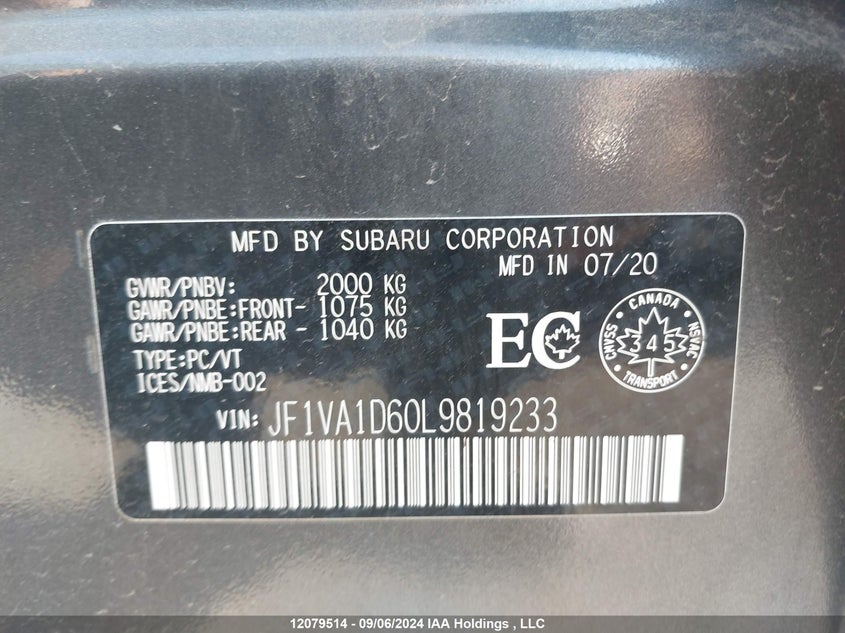 MFD BY SUBARU CORPORATION
MFD IN 07/20
GVWR/PNBV: 2000 KG
GAWR/PNBE:FRONT- 1075 KG
GAWR/PNBE:REAR - 1040 KG
TYPE:PC/VT
ICES/NMB-002
EC
CANADA
SVNSC
345
NSVAC
TRANSPORT
VIN: JF1VA1D60L9819233
12079514 - 09/06/2024 IAA Holdings , LLC